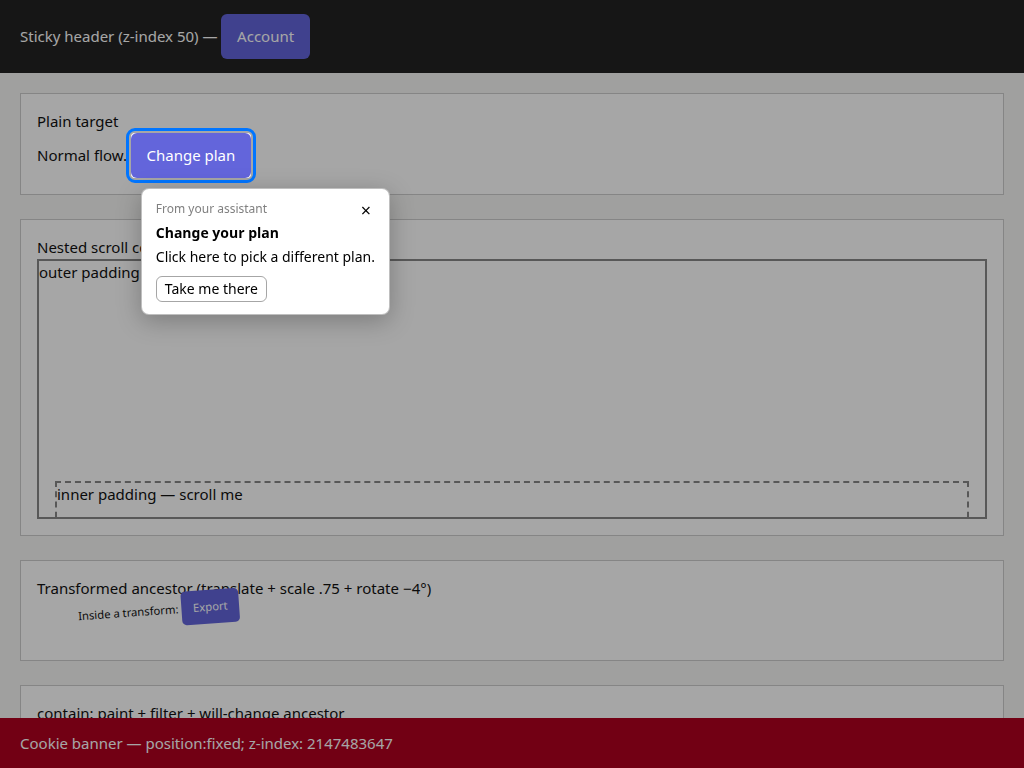 Sticky header (z-index 50) — Account
Plain target
Normal flow. Change plan
From your assistant ×
Change your plan
Click here to pick a different plan.
Take me there
Nested scroll
outer padding
inner padding — scroll me
Transformed ancestor (translate + scale .75 + rotate −4°)
Inside a transform: Export
contain: paint + filter + will-change ancestor
Cookie banner — position:fixed; z-index: 2147483647